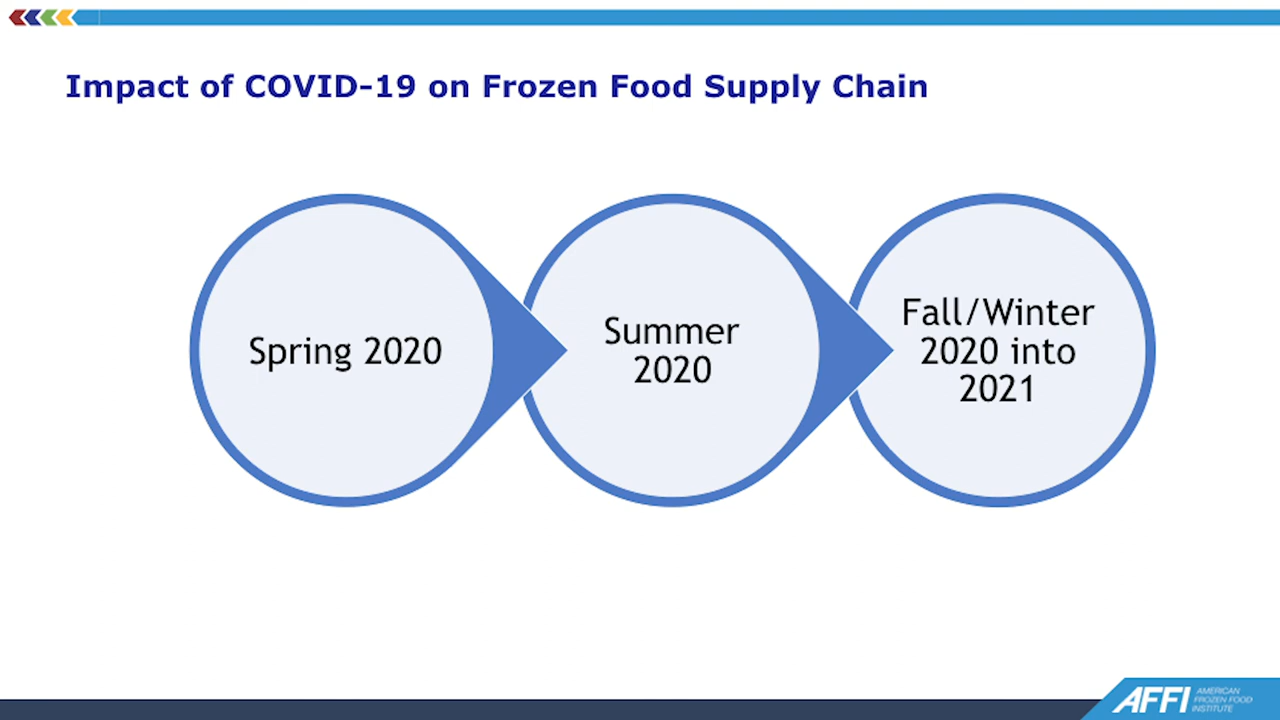 Impact of COVID-19 on Frozen Food Supply Chain
Spring 2020
Summer
2020
Fall/Winter
2020 into
2021
AFFI
AMERICAN
FROZEN FOOD
INSTITUTE